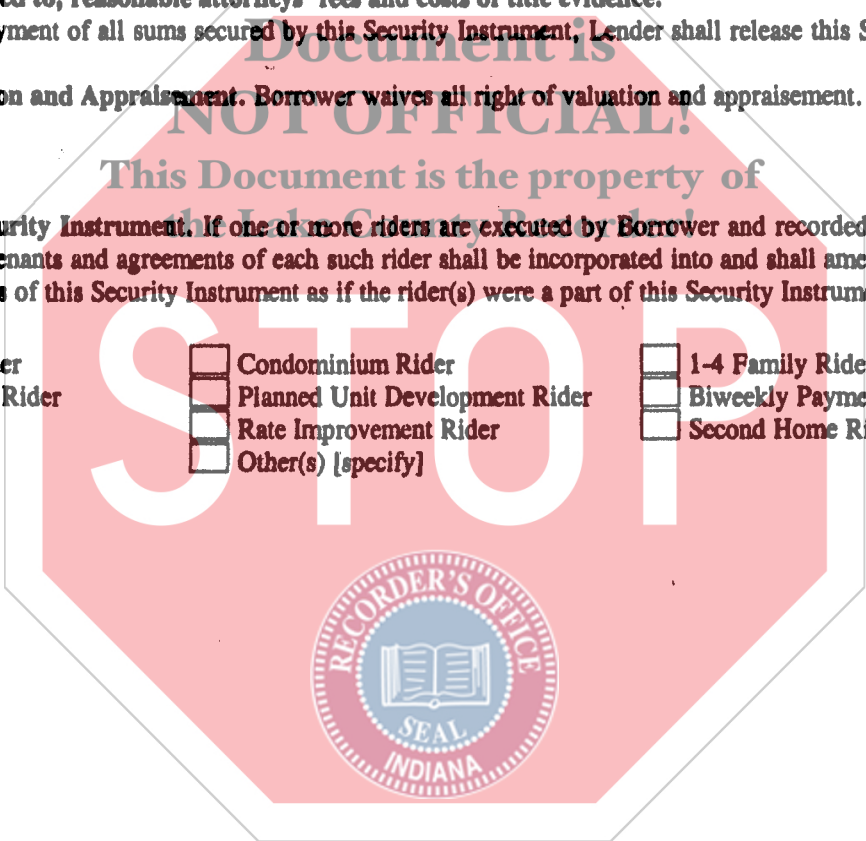 ed to, reasonable attorneys' fees and costs of title evidence.
yment of all sums secured by this Security Instrument, Lender shall release this S
Document is
on and Appraisement. Borrower waives all right of valuation and appraisement.
NOT OFFICIAL!
This Document is the property of
the Lake County Recorder!
urity Instrument. If one or more riders are executed by Borrower and recorded
enants and agreements of each such rider shall be incorporated into and shall ame
s of this Security Instrument as if the rider(s) were a part of this Security Instrum
STOP
er Condominium Rider 1-4 Family Ride
Rider Planned Unit Development Rider Biweekly Payme
Rate Improvement Rider Second Home Ri
Other(s) [specify]
RECORDER'S OFFICE
SEAL
INDIANA